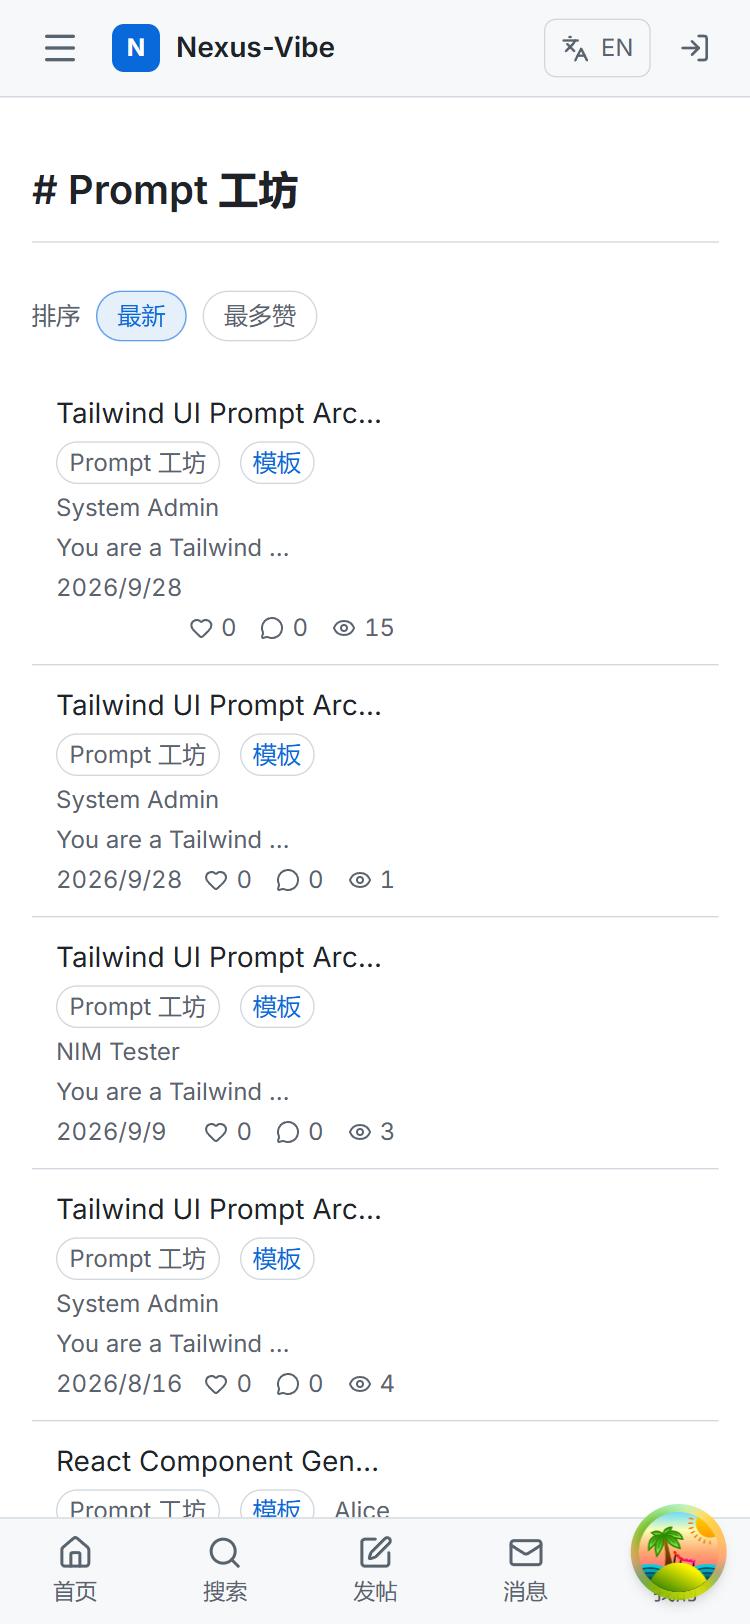 N Nexus-Vibe EN
# Prompt 工坊
排序 最新 最多赞
Tailwind UI Prompt Arc...
Prompt 工坊 模板
System Admin
You are a Tailwind ...
2026/9/28
0 0 15
Tailwind UI Prompt Arc...
Prompt 工坊 模板
System Admin
You are a Tailwind ...
2026/9/28 0 0 1
Tailwind UI Prompt Arc...
Prompt 工坊 模板
NIM Tester
You are a Tailwind ...
2026/9/9 0 0 3
Tailwind UI Prompt Arc...
Prompt 工坊 模板
System Admin
You are a Tailwind ...
2026/8/16 0 0 4
React Component Gen...
Prompt 工坊 模板 Alice
首页 搜索 发帖 消息